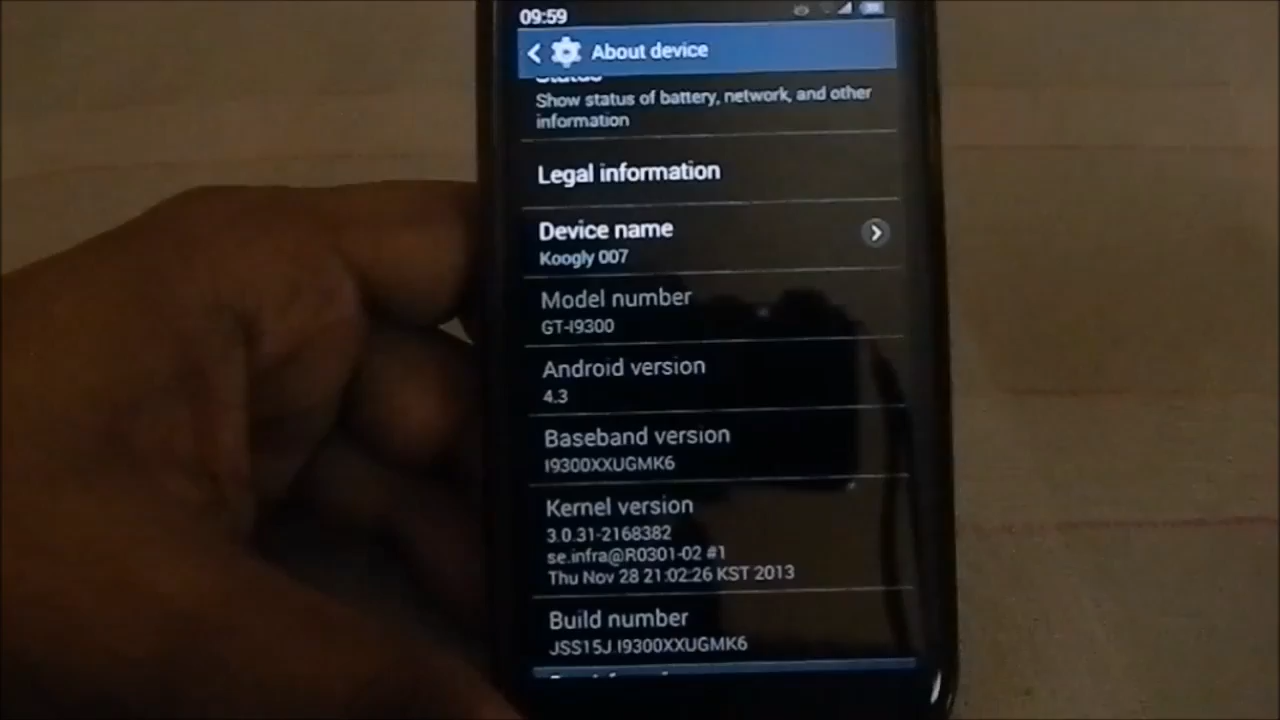 09:59
About device
Status
Show status of battery, network, and other
information
Legal information
Device name
Koogly 007
Model number
GT-I9300
Android version
4.3
Baseband version
I9300XXUGMK6
Kernel version
3.0.31-2168382
se.infra@R0301-02 #1
Thu Nov 28 21:02:26 KST 2013
Build number
JSS15J.I9300XXUGMK6